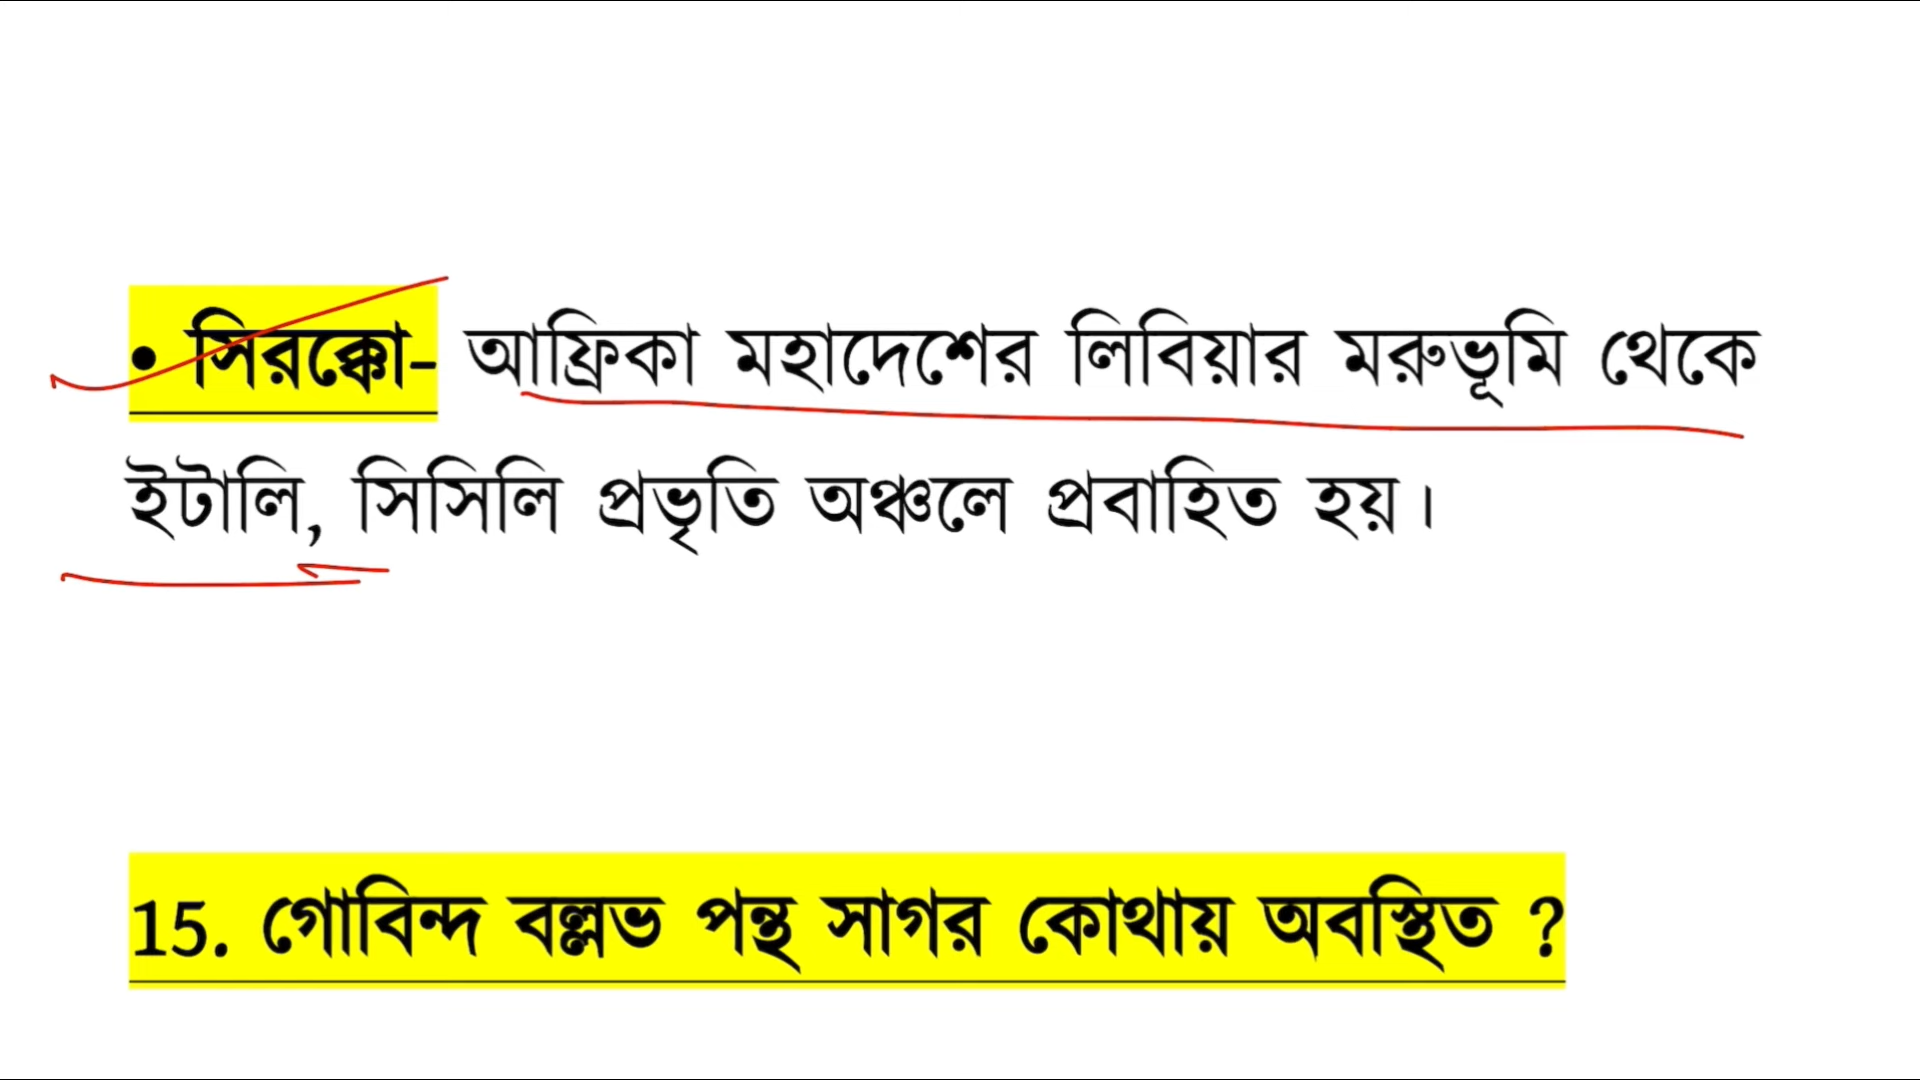 • সিরক্কো- আফ্রিকা মহাদেশের লিবিয়ার মরুভূমি থেকে
ইটালি, সিসিলি প্রভৃতি অঞ্চলে প্রবাহিত হয়।
15. গোবিন্দ বল্লভ পন্থ সাগর কোথায় অবস্থিত ?